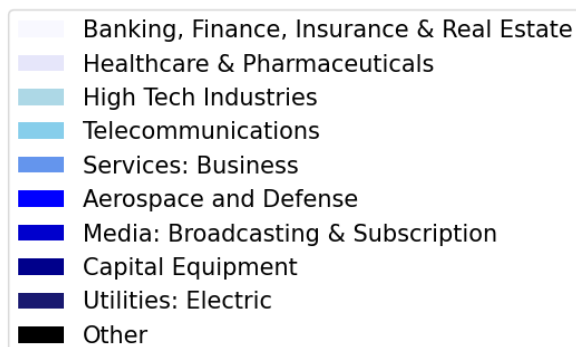 Banking, Finance, Insurance & Real Estate
Healthcare & Pharmaceuticals
High Tech Industries
Telecommunications
Services: Business
Aerospace and Defense
Media: Broadcasting & Subscription
Capital Equipment
Utilities: Electric
Other